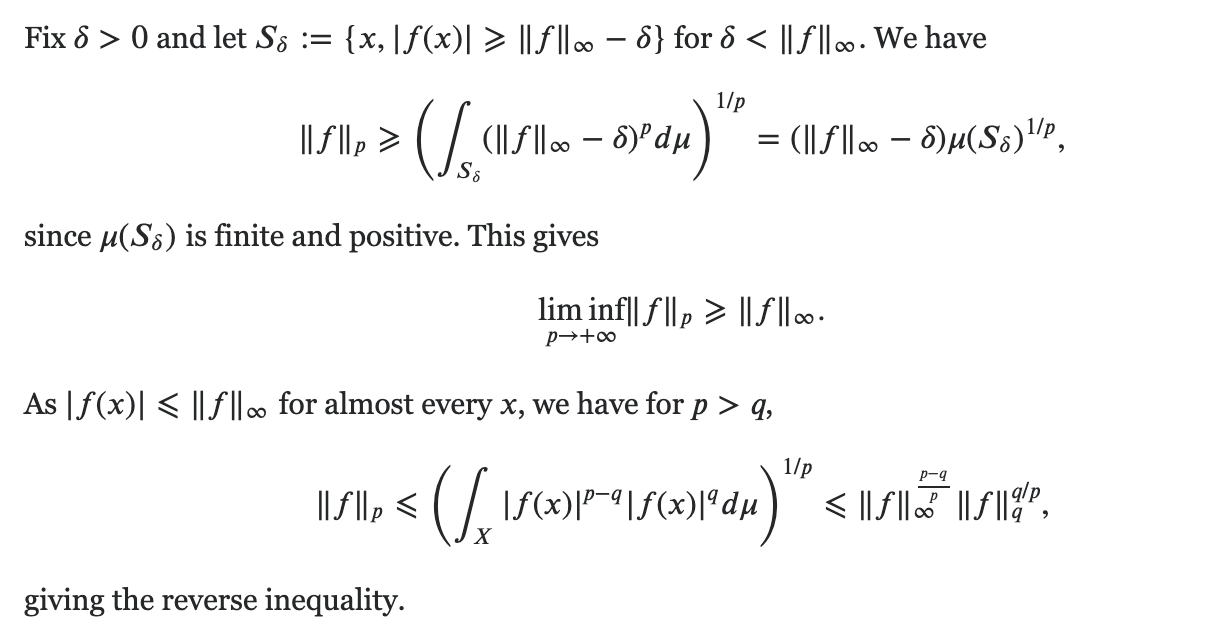 Fix δ > 0 and let S_δ := {x, |f(x)| ⩾ ‖f‖_∞ − δ} for δ < ‖f‖_∞. We have
‖f‖_p ⩾ (∫_{S_δ} (‖f‖_∞ − δ)^p dμ)^{1/p} = (‖f‖_∞ − δ)μ(S_δ)^{1/p},
since μ(S_δ) is finite and positive. This gives
lim inf_{p→+∞} ‖f‖_p ⩾ ‖f‖_∞.
As |f(x)| ⩽ ‖f‖_∞ for almost every x, we have for p > q,
‖f‖_p ⩽ (∫_X |f(x)|^{p−q} |f(x)|^q dμ)^{1/p} ⩽ ‖f‖_∞^{\frac{p−q}{p}} ‖f‖_q^{q/p},
giving the reverse inequality.